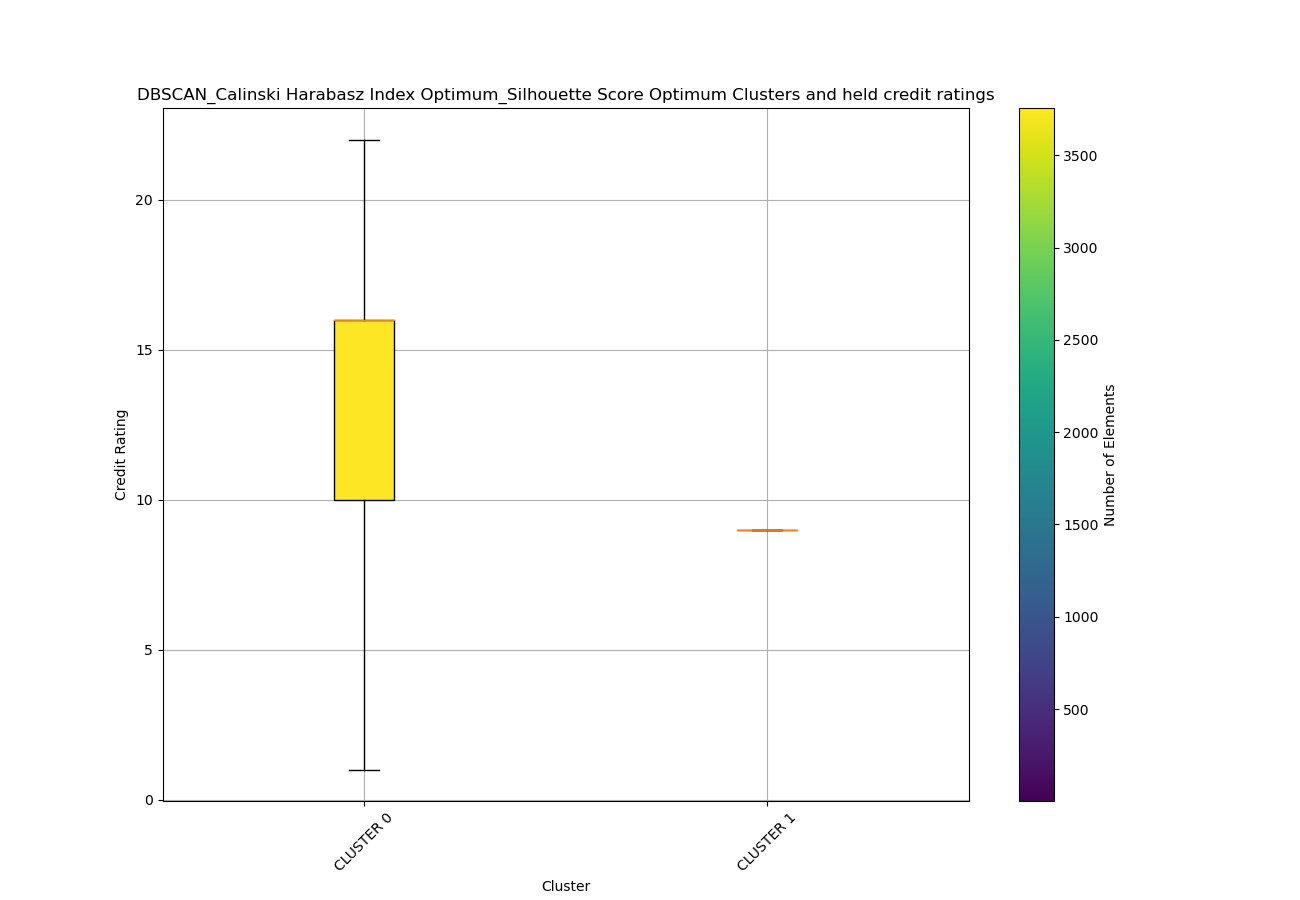 DBSCAN_Calinski Harabasz Index Optimum_Silhouette Score Optimum Clusters and held credit ratings
20
15
10
5
0
Credit Rating
CLUSTER 0
CLUSTER 1
Cluster
3500
3000
2500
2000
1500
1000
500
Number of Elements